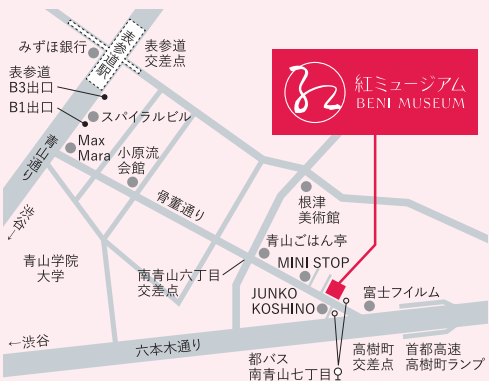 みずほ銀行
表参道
交差点
表参道駅
表参道
B3出口
B1出口
スパイラルビル
Max
Mara
小原流
会館
青山通り
骨董通り
渋谷
↙
青山学院
大学
紅ミュージアム
BENI MUSEUM
根津
美術館
青山ごはん亭
MINI STOP
南青山六丁目
交差点
JUNKO
KOSHINO
富士フイルム
←渋谷
六本木通り
都バス
南青山七丁目
高樹町
交差点
首都高速
高樹町ランプ